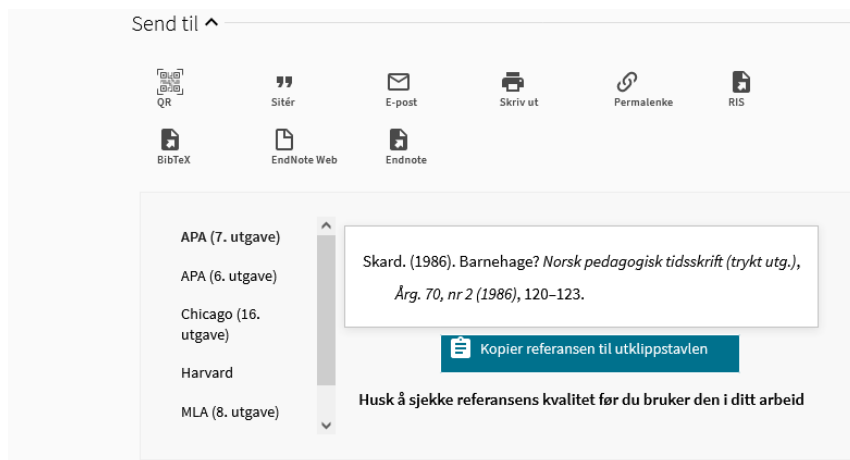 Send til
QR
Sitér
E-post
Skriv ut
Permalenke
RIS
BibTeX
EndNote Web
Endnote
APA (7. utgave)
APA (6. utgave)
Chicago (16.
utgave)
Harvard
MLA (8. utgave)
Skard. (1986). Barnehage? Norsk pedagogisk tidsskrift (trykt utg.),
Årg. 70, nr 2 (1986), 120–123.
Kopier referansen til utklippstavlen
Husk å sjekke referansens kvalitet før du bruker den i ditt arbeid